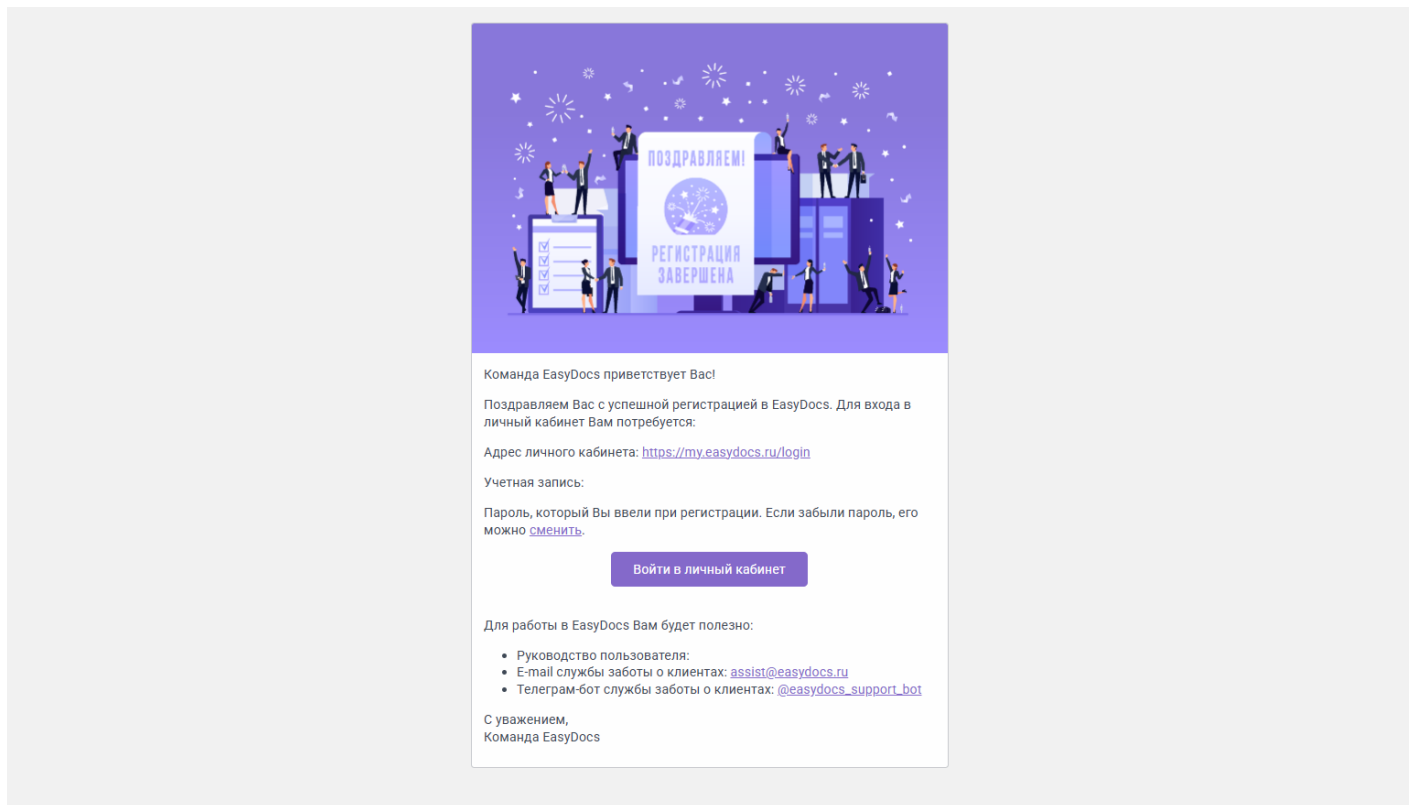 ПОЗДРАВЛЯЕМ!
РЕГИСТРАЦИЯ
ЗАВЕРШЕНА
Команда EasyDocs приветствует Вас!
Поздравляем Вас с успешной регистрацией в EasyDocs. Для входа в
личный кабинет Вам потребуется:
Адрес личного кабинета: https://my.easydocs.ru/login
Учетная запись:
Пароль, который Вы ввели при регистрации. Если забыли пароль, его
можно сменить.
Войти в личный кабинет
Для работы в EasyDocs Вам будет полезно:
• Руководство пользователя:
• E-mail службы заботы о клиентах: assist@easydocs.ru
• Телеграм-бот службы заботы о клиентах: @easydocs_support_bot
С уважением,
Команда EasyDocs